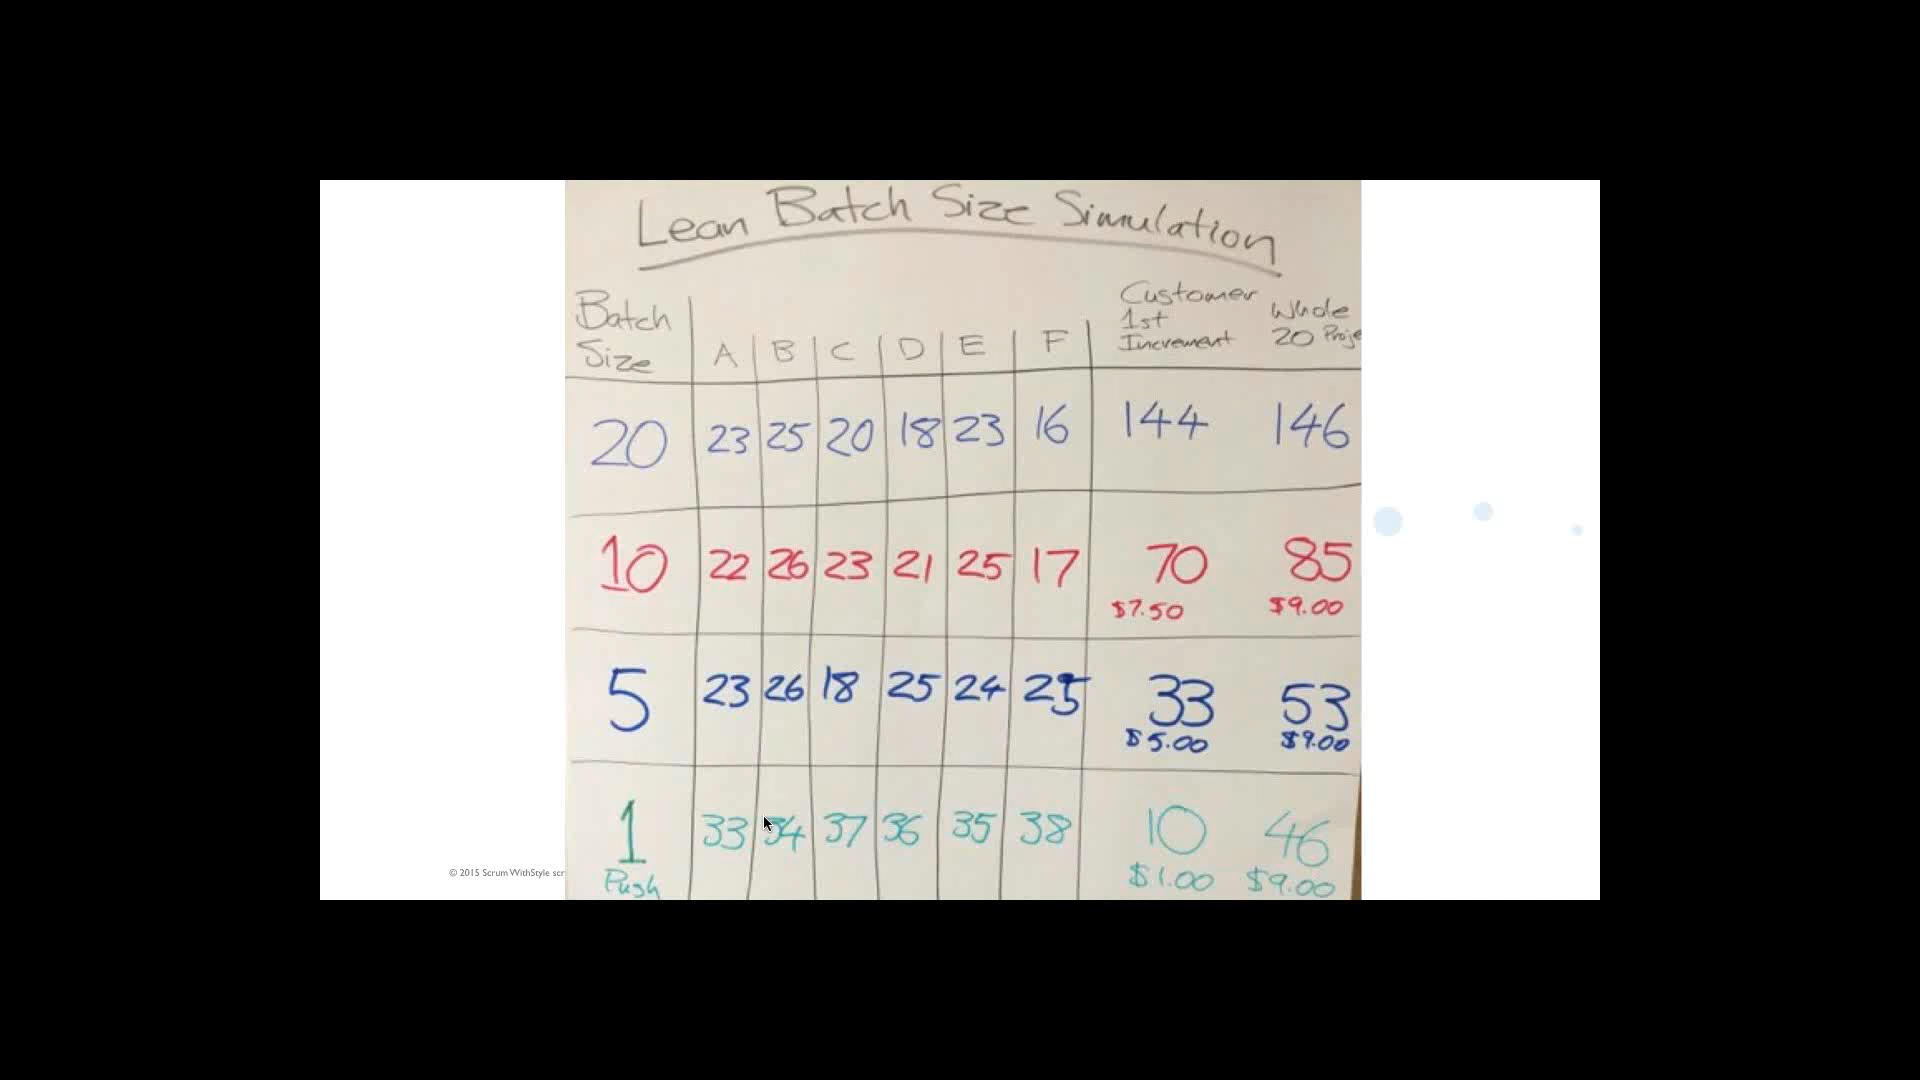 Lean Batch Size Simulation
Batch Size A B C D E F Customer 1st Increment Whole 20 Proje
20 23 25 20 18 23 16 144 146
10 22 26 23 21 25 17 70 85
$7.50 $9.00
5 23 26 18 25 24 25 33 53
$5.00 $9.00
1 33 34 37 36 35 38 10 46
Push $1.00 $9.00
© 2015 Scrum WithStyle scr